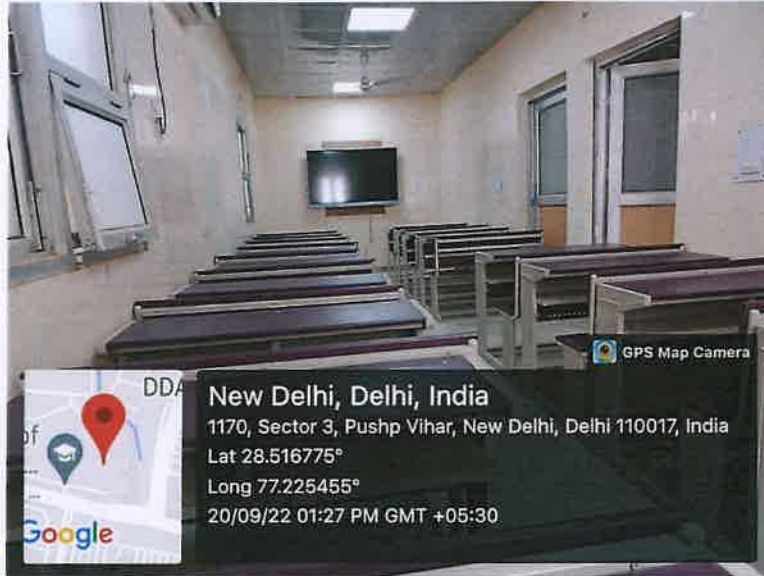 GPS Map Camera
DDA
of
Google
New Delhi, Delhi, India
1170, Sector 3, Pushp Vihar, New Delhi, Delhi 110017, India
Lat 28.516775°
Long 77.225455°
20/09/22 01:27 PM GMT +05:30